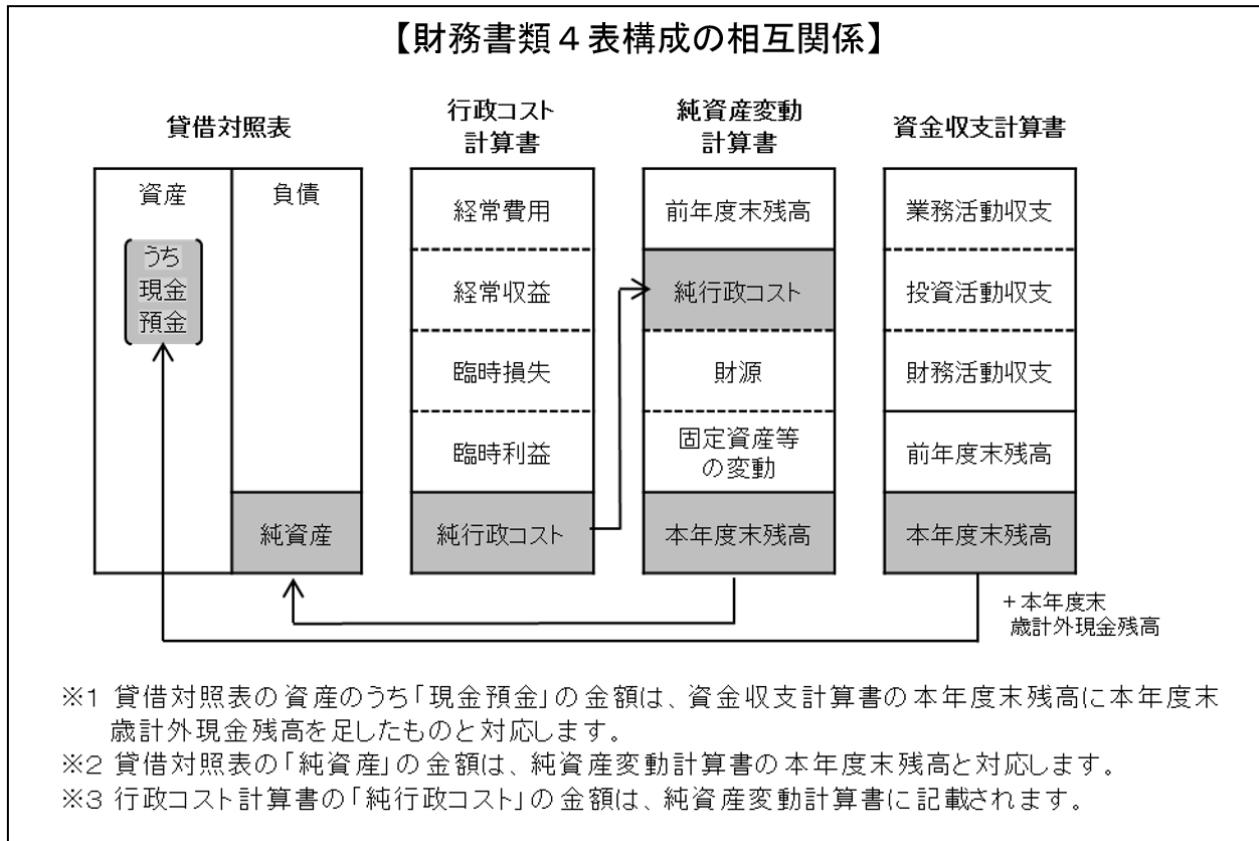 【財務書類4表構成の相互関係】
貸借対照表
資産
負債
うち
現金
預金
純資産
行政コスト
計算書
経常費用
経常収益
臨時損失
臨時利益
純行政コスト
純資産変動
計算書
前年度末残高
純行政コスト
財源
固定資産等
の変動
本年度末残高
資金収支計算書
業務活動収支
投資活動収支
財務活動収支
前年度末残高
本年度末残高
+本年度末
歳計外現金残高
※1 貸借対照表の資産のうち「現金預金」の金額は、資金収支計算書の本年度末残高に本年度末
歳計外現金残高を足したものと対応します。
※2 貸借対照表の「純資産」の金額は、純資産変動計算書の本年度末残高と対応します。
※3 行政コスト計算書の「純行政コスト」の金額は、純資産変動計算書に記載されます。